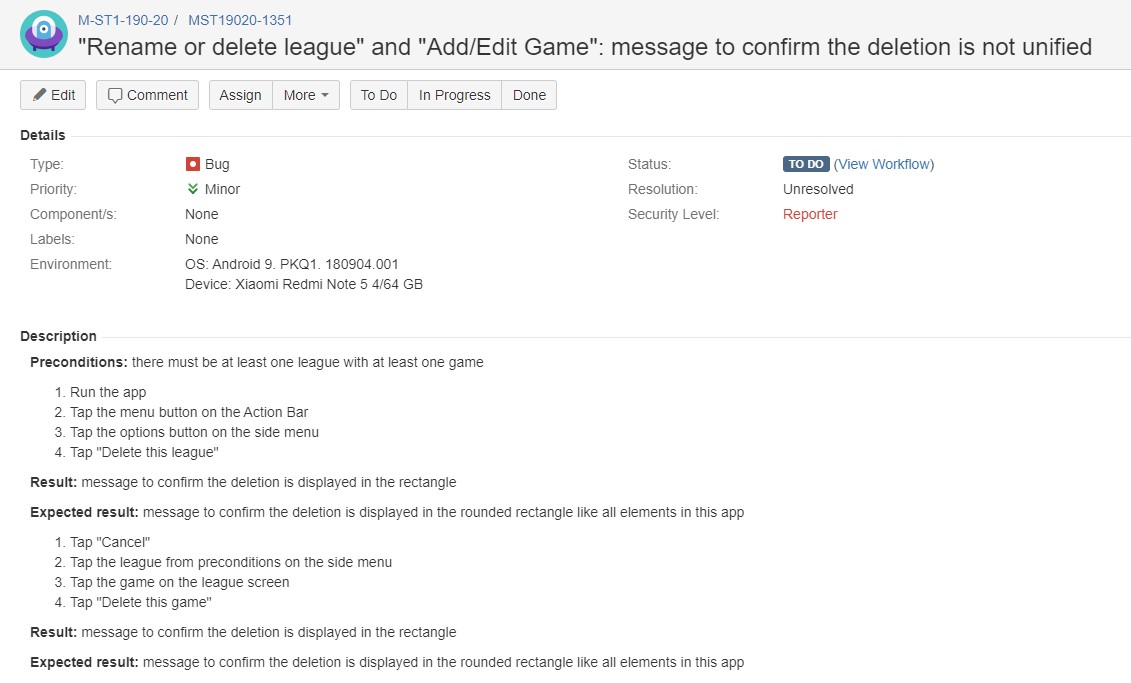 M-ST1-190-20 / MST19020-1351
"Rename or delete league" and "Add/Edit Game": message to confirm the deletion is not unified
Edit Comment Assign More To Do In Progress Done
Details
Type: Bug Status: TO DO (View Workflow)
Priority: Minor Resolution: Unresolved
Component/s: None Security Level: Reporter
Labels: None
Environment: OS: Android 9. PKQ1. 180904.001
Device: Xiaomi Redmi Note 5 4/64 GB
Description
Preconditions: there must be at least one league with at least one game
1. Run the app
2. Tap the menu button on the Action Bar
3. Tap the options button on the side menu
4. Tap "Delete this league"
Result: message to confirm the deletion is displayed in the rectangle
Expected result: message to confirm the deletion is displayed in the rounded rectangle like all elements in this app
1. Tap "Cancel"
2. Tap the league from preconditions on the side menu
3. Tap the game on the league screen
4. Tap "Delete this game"
Result: message to confirm the deletion is displayed in the rectangle
Expected result: message to confirm the deletion is displayed in the rounded rectangle like all elements in this app